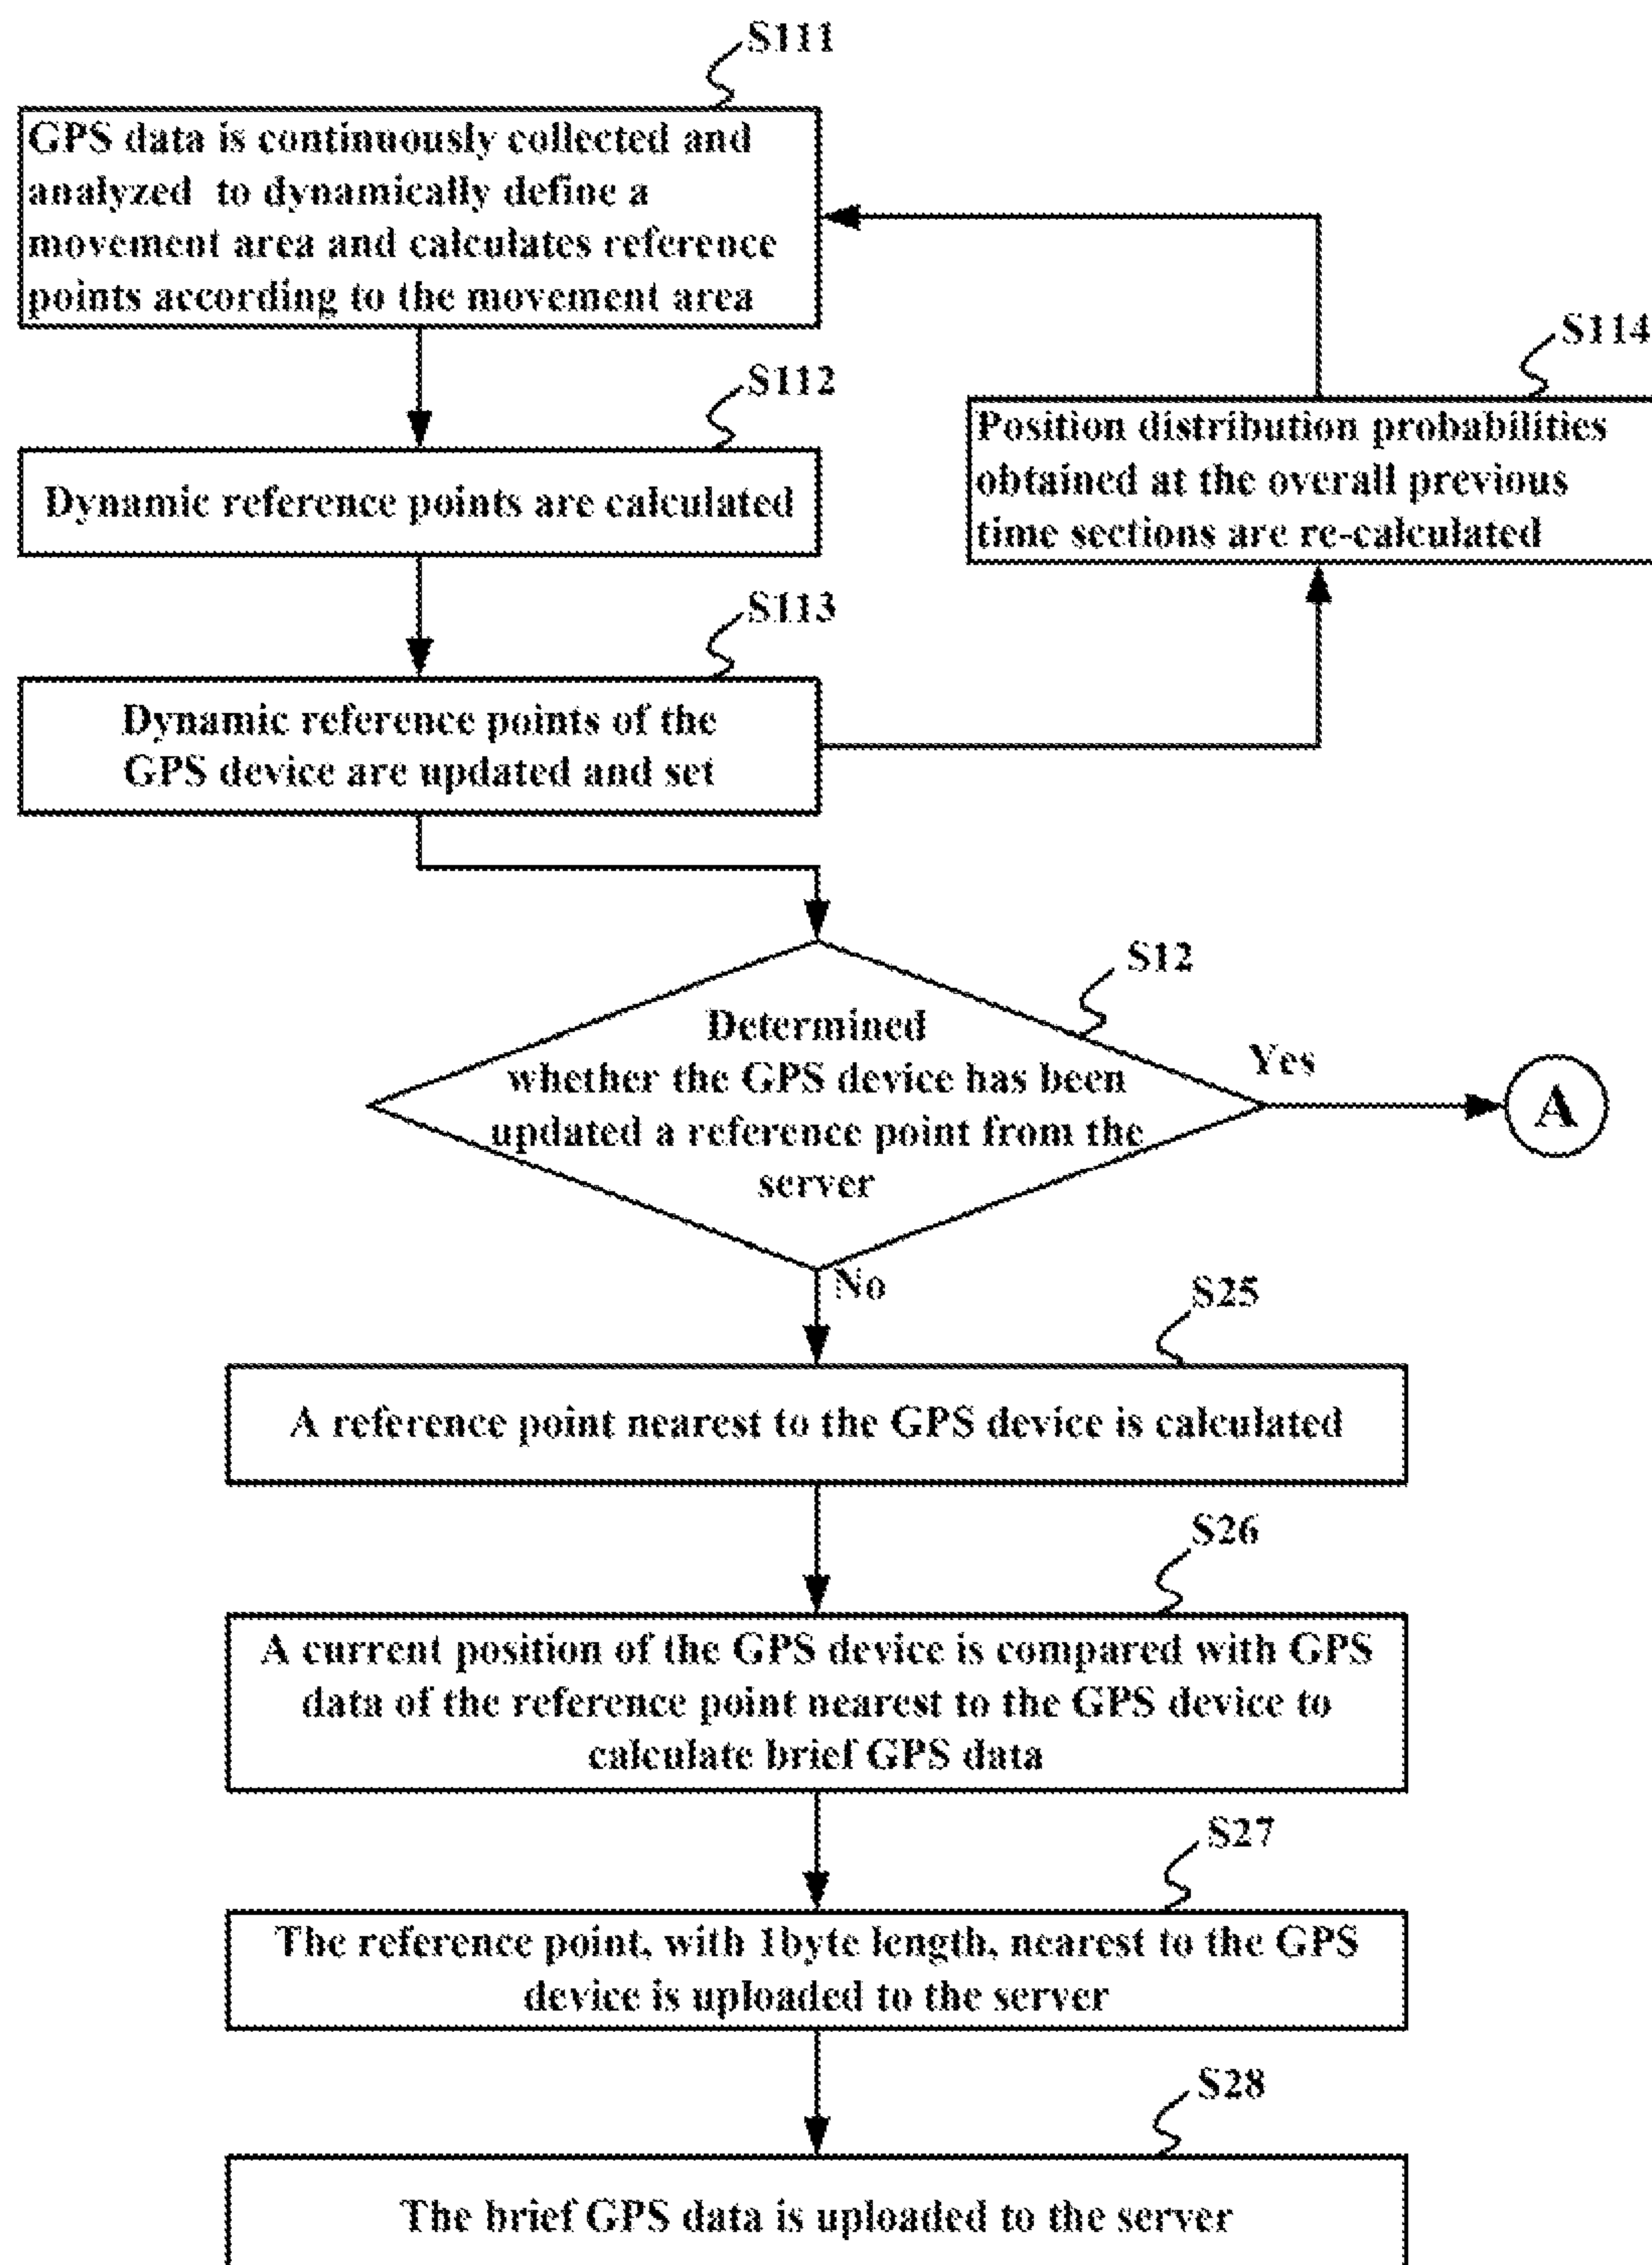 S111
GPS data is continuously collected and
analyzed to dynamically define a
movement area and calculates reference
points according to the movement area
S114
Position distribution probabilities
obtained at the overall previous
time sections are re-calculated
S112
Dynamic reference points are calculated
S113
Dynamic reference points of the
GPS device are updated and set
S12
Determined
whether the GPS device has been
updated a reference point from the
server
Yes
A
No
S25
A reference point nearest to the GPS device is calculated
S26
A current position of the GPS device is compared with GPS
data of the reference point nearest to the GPS device to
calculate brief GPS data
S27
The reference point, with 1byte length, nearest to the GPS
device is uploaded to the server
S28
The brief GPS data is uploaded to the server